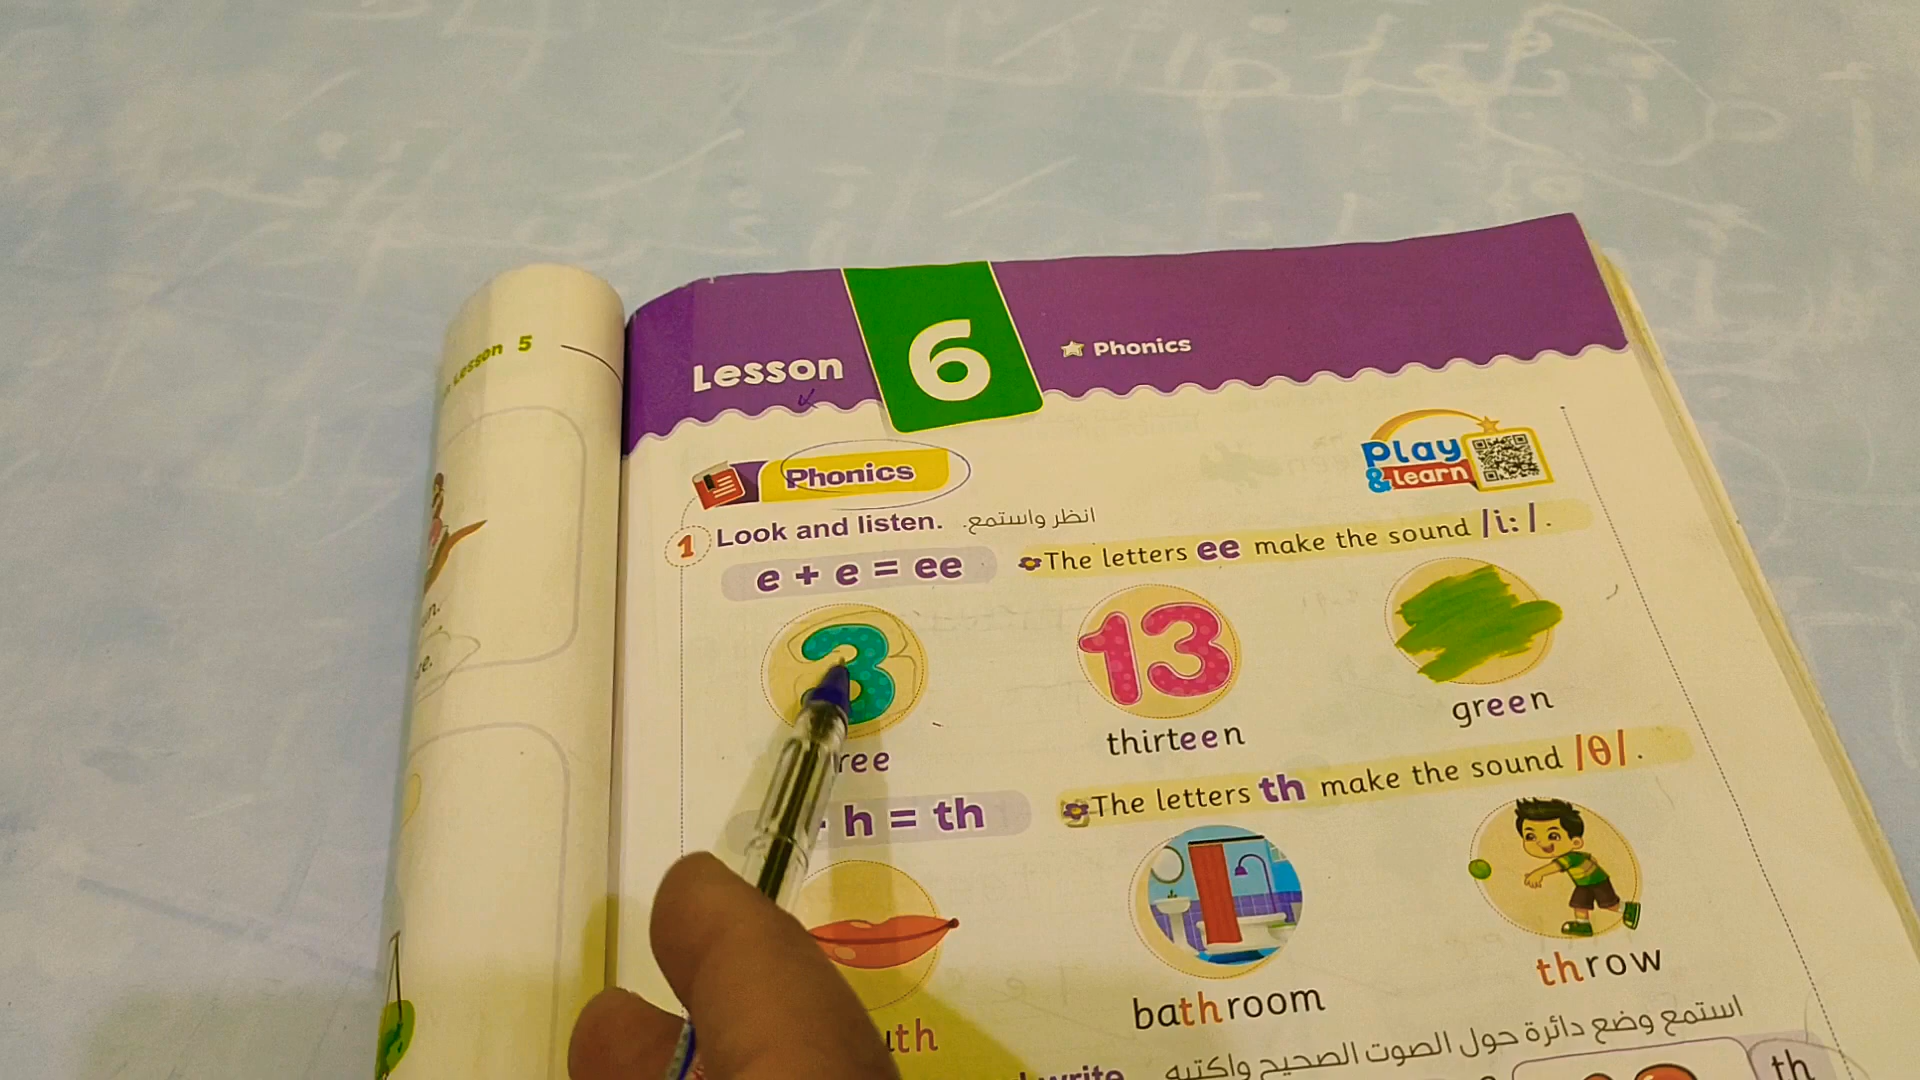 Lesson 5
Lesson 6
Phonics
Phonics
Play & Learn
1 Look and listen. انظر واستمع.
e + e = ee
The letters ee make the sound /i:/.
3
13
ree
thirteen
green
h = th
The letters th make the sound /θ/.
th
bathroom
throw
write
استمع وضع دائرة حول الصوت الصحيح واكتبه
th